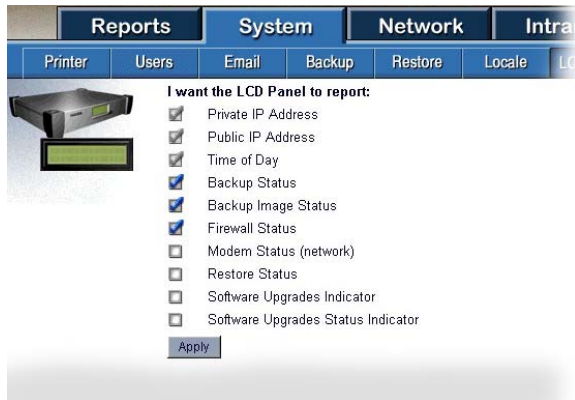 Reports System Network
Printer Users Email Backup Restore Locale
I want the LCD Panel to report:
Private IP Address
Public IP Address
Time of Day
Backup Status
Backup Image Status
Firewall Status
Modem Status (network)
Restore Status
Software Upgrades Indicator
Software Upgrades Status Indicator
Apply